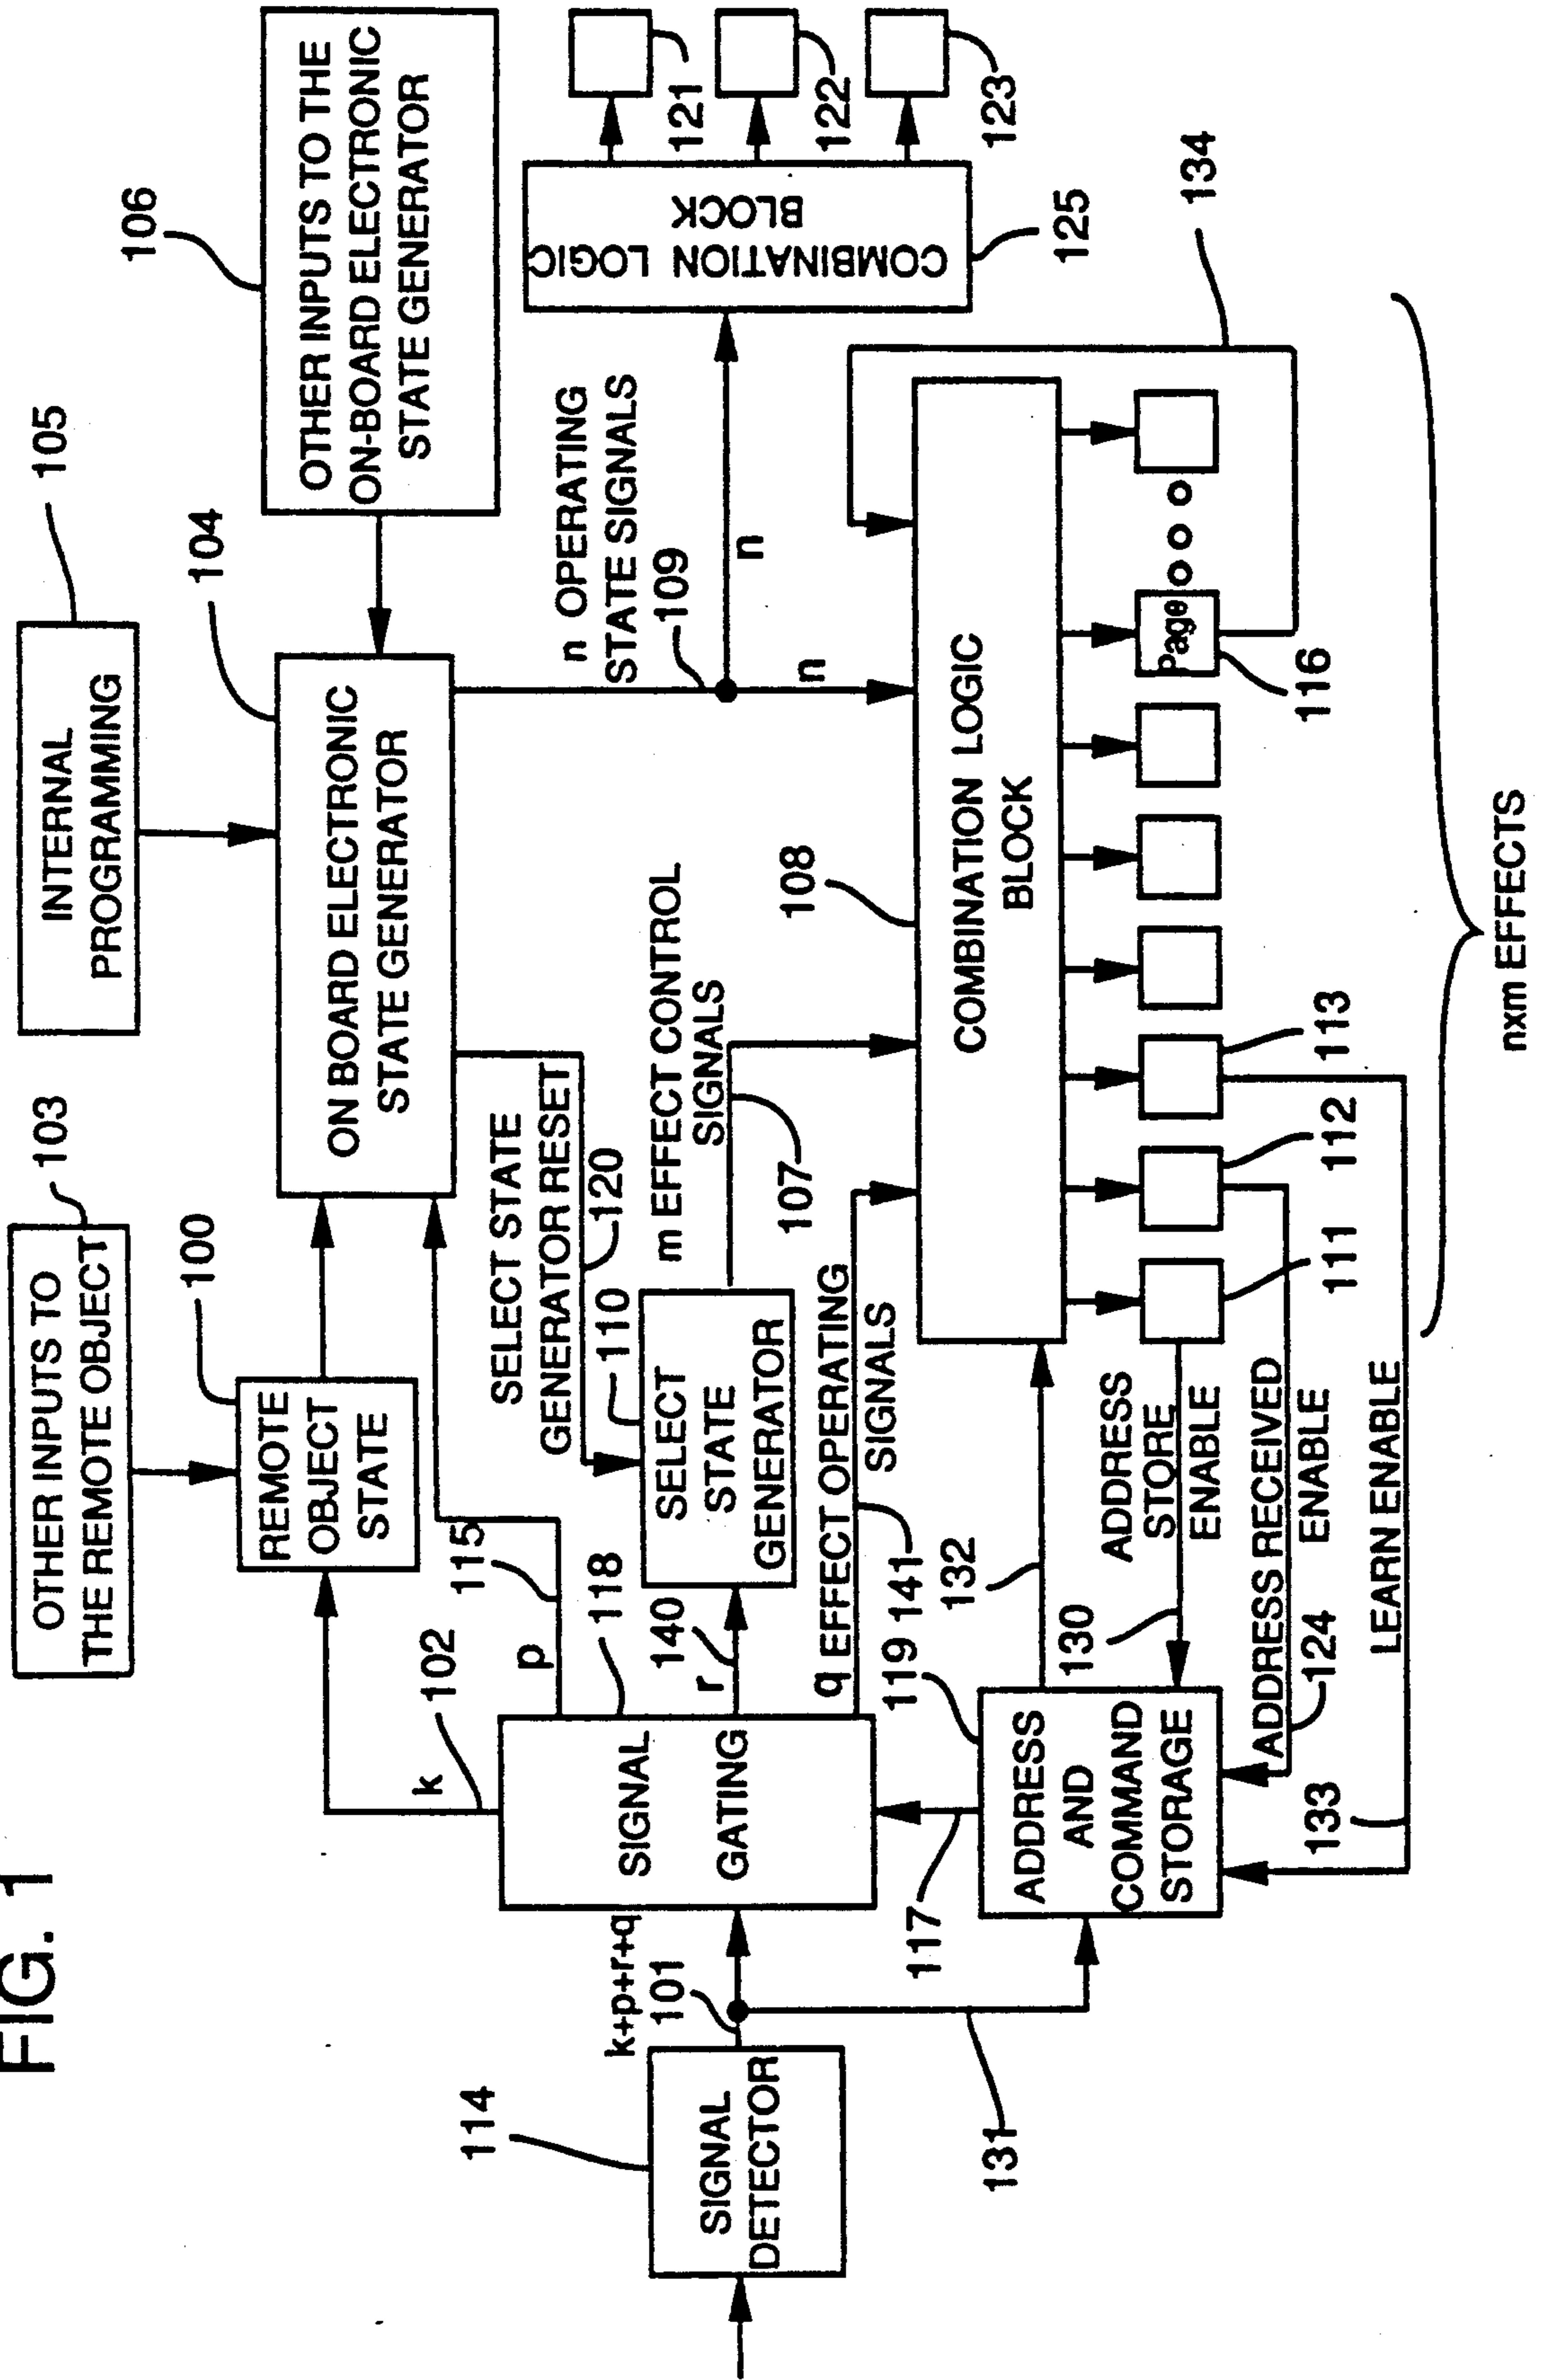 FIG. 1
OTHER INPUTS TO
THE REMOTE OBJECT
103
INTERNAL
PROGRAMMING
105
106
OTHER INPUTS TO THE
ON-BOARD ELECTRONIC
STATE GENERATOR
100
REMOTE
OBJECT
STATE
104
ON BOARD ELECTRONIC
STATE GENERATOR
102
k
115
p
SELECT STATE
GENERATOR RESET
120
n OPERATING
STATE SIGNALS
109
n
n
121
122
123
COMBINATION LOGIC
BLOCK
125
114
SIGNAL
DETECTOR
k+p+r+q
101
118
SIGNAL
GATING
140
r
110
SELECT
STATE
GENERATOR
m EFFECT CONTROL
SIGNALS
107
q EFFECT OPERATING
SIGNALS
141
108
COMBINATION LOGIC
BLOCK
134
131
117
119
ADDRESS
AND
COMMAND
STORAGE
132
130
ADDRESS
STORE
ENABLE
ADDRESS RECEIVED
ENABLE
124
133
LEARN ENABLE
111
112
113
Page
116
nxm EFFECTS